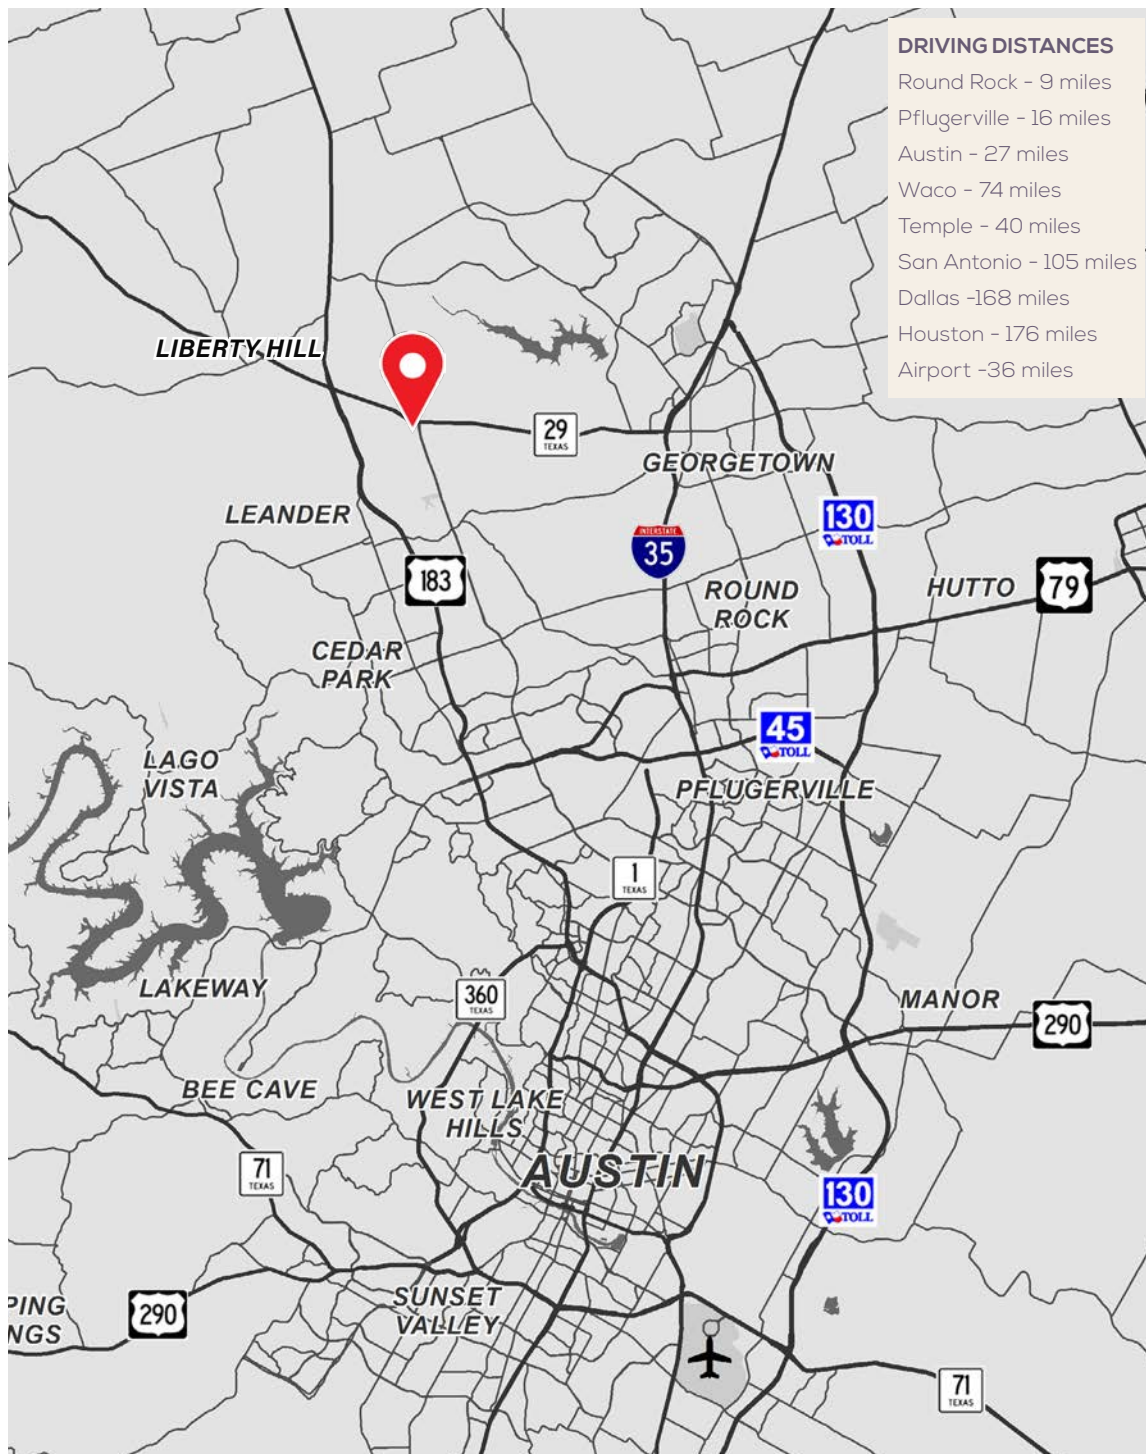 DRIVING DISTANCES
Round Rock - 9 miles
Pflugerville - 16 miles
Austin - 27 miles
Waco - 74 miles
Temple - 40 miles
San Antonio - 105 miles
Dallas -168 miles
Houston - 176 miles
Airport -36 miles
LIBERTY HILL
29
TEXAS
GEORGETOWN
LEANDER
130
TOLL
INTERSTATE
35
183
ROUND
ROCK
HUTTO
79
CEDAR
PARK
45
TOLL
LAGO
VISTA
PFLUGERVILLE
1
TEXAS
LAKEWAY
360
TEXAS
MANOR
290
BEE CAVE
WEST LAKE
HILLS
AUSTIN
71
TEXAS
130
TOLL
PING
NGS
290
SUNSET
VALLEY
71
TEXAS